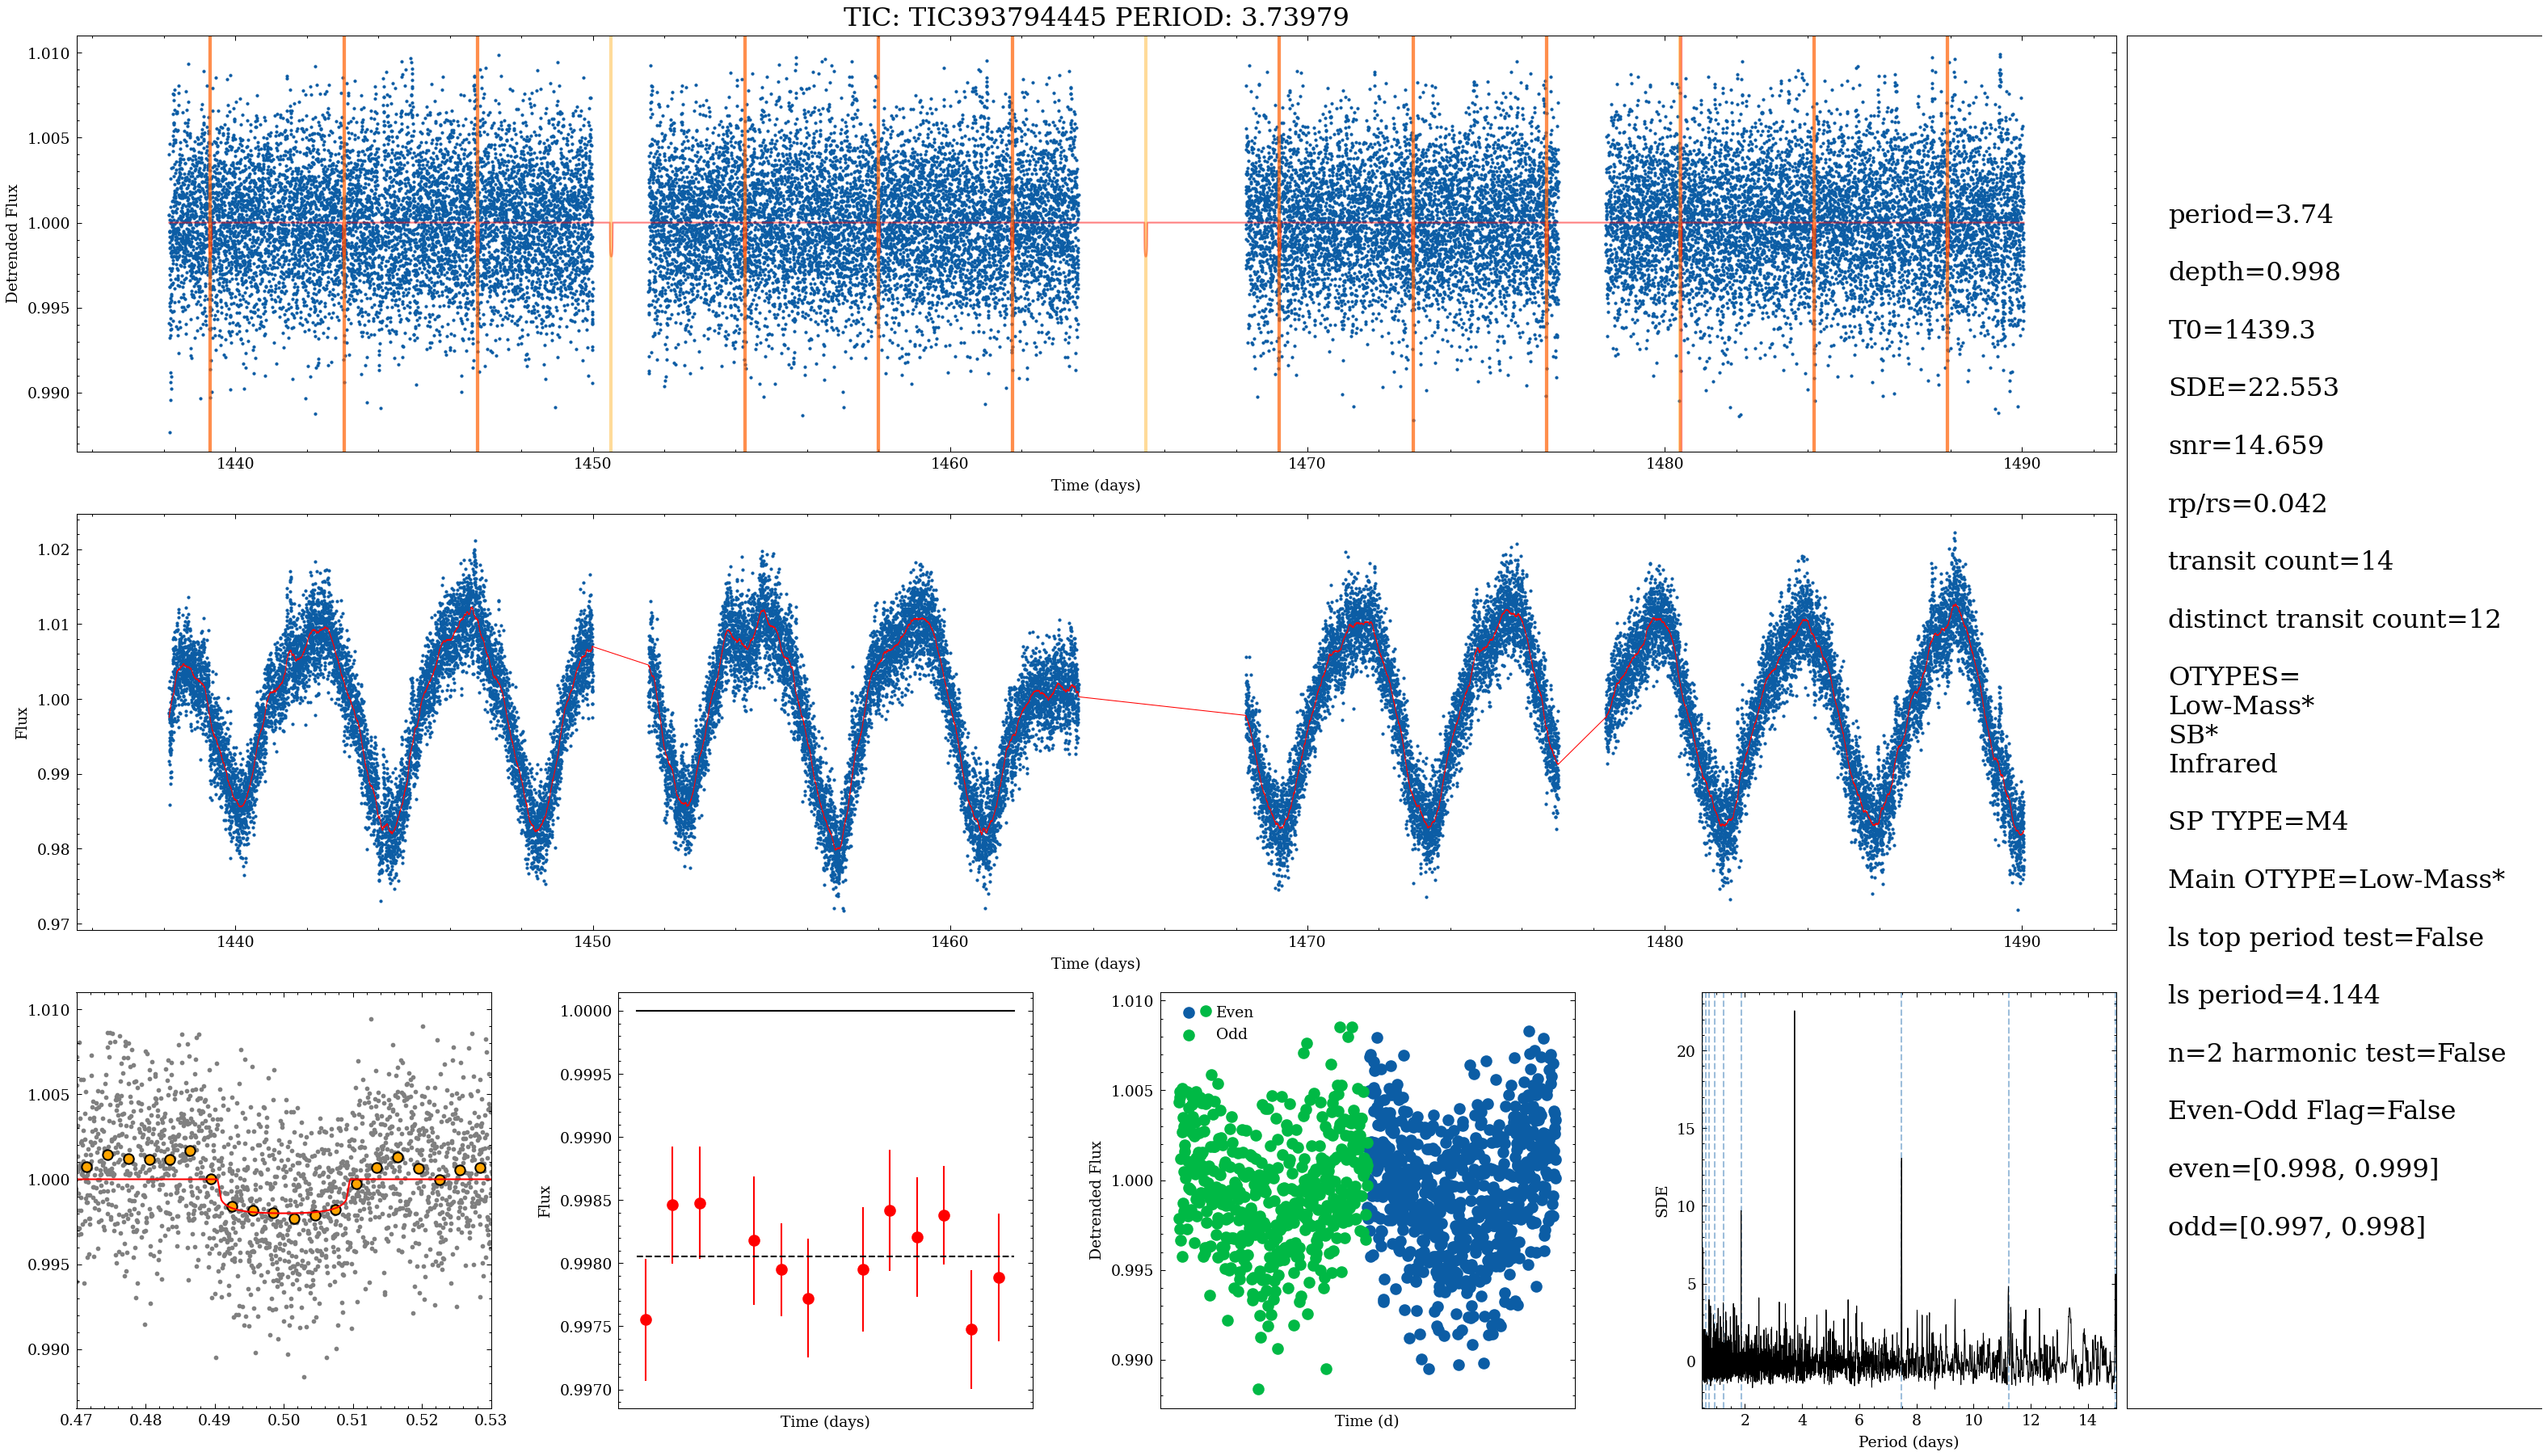 TIC: TIC393794445 PERIOD: 3.73979
1.010
1.005
1.000
0.995
0.990
Detrended Flux
1440
1450
1460
1470
1480
1490
Time (days)
1.02
1.01
1.00
0.99
0.98
0.97
Flux
1440
1450
1460
1470
1480
1490
Time (days)
1.010
1.005
1.000
0.995
0.990
0.47
0.48
0.49
0.50
0.51
0.52
0.53
1.0000
0.9995
0.9990
0.9985
0.9980
0.9975
0.9970
Flux
Time (days)
1.010
1.005
1.000
0.995
0.990
Detrended Flux
Even
Odd
Time (d)
20
15
10
5
0
SDE
2
4
6
8
10
12
14
Period (days)
period=3.74
depth=0.998
T0=1439.3
SDE=22.553
snr=14.659
rp/rs=0.042
transit count=14
distinct transit count=12
OTYPES=
Low-Mass*
SB*
Infrared
SP TYPE=M4
Main OTYPE=Low-Mass*
ls top period test=False
ls period=4.144
n=2 harmonic test=False
Even-Odd Flag=False
even=[0.998, 0.999]
odd=[0.997, 0.998]